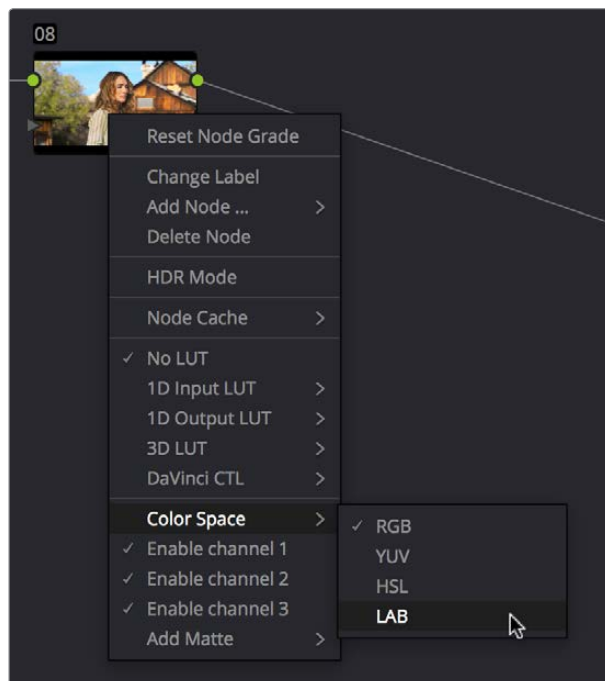 08
Reset Node Grade
Change Label
Add Node ...
Delete Node
HDR Mode
Node Cache
No LUT
1D Input LUT
1D Output LUT
3D LUT
DaVinci CTL
Color Space
Enable channel 1
Enable channel 2
Enable channel 3
Add Matte
RGB
YUV
HSL
LAB